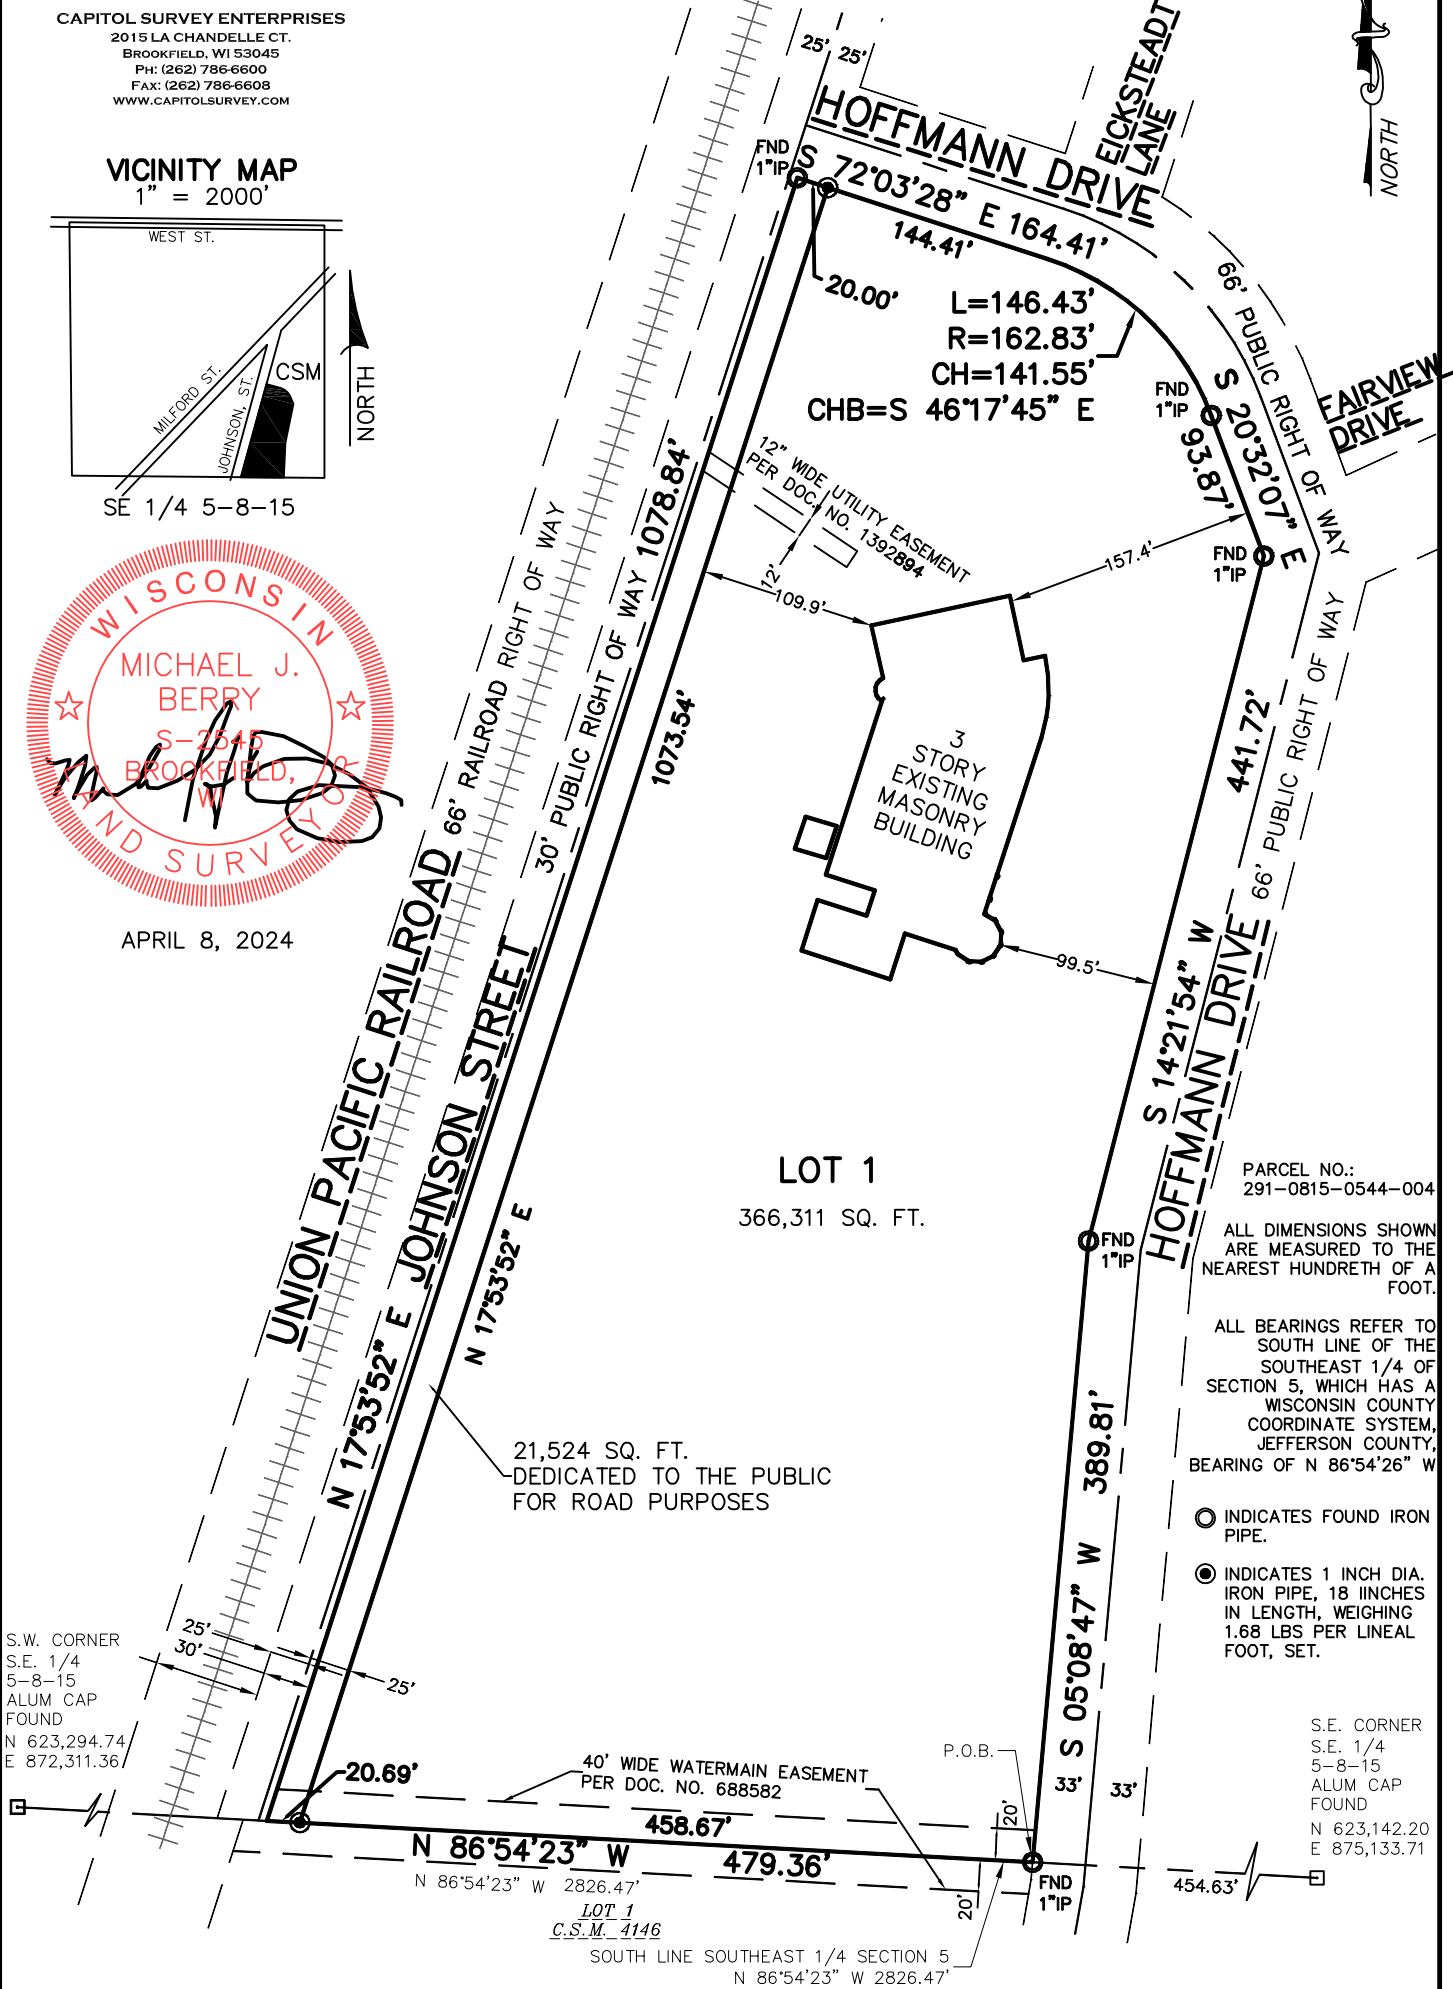 CAPITOL SURVEY ENTERPRISES
2015 LA CHANDELLE CT.
BROOKFIELD, WI 53045
PH: (262) 786-6600
FAX: (262) 786-6608
WWW.CAPITOLSURVEY.COM
VICINITY MAP
1" = 2000'
WEST ST.
MILFORD ST.
JOHNSON, ST.
CSM
NORTH
SE 1/4 5-8-15
WISCONSIN
MICHAEL J.
BERRY
S-2545
BROOKFIELD,
WI
LAND SURVEYOR
APRIL 8, 2024
25' 25'
HOFFMANN DRIVE
EICKSTEADT
LANE
NORTH
FND
1"IP
S 72°03'28" E 164.41'
144.41'
20.00'
L=146.43'
R=162.83'
CH=141.55'
CHB=S 46°17'45" E
66' PUBLIC RIGHT OF WAY
FAIRVIEW
DRIVE
FND
1"IP
S 20°32'07" E
93.87'
FND
1"IP
12" WIDE UTILITY EASEMENT
PER DOC. NO. 1392894
12'
109.9'
157.4'
3
STORY
EXISTING
MASONRY
BUILDING
99.5'
441.72'
S 14°21'54" W
HOFFMANN DRIVE
66' PUBLIC RIGHT OF WAY
UNION PACIFIC RAILROAD 66' RAILROAD RIGHT OF WAY
JOHNSON STREET
30' PUBLIC RIGHT OF WAY
N 17°53'52" E
1078.84'
1073.54'
N 17°53'52" E
LOT 1
366,311 SQ. FT.
FND
1"IP
PARCEL NO.:
291-0815-0544-004
ALL DIMENSIONS SHOWN
ARE MEASURED TO THE
NEAREST HUNDRETH OF A
FOOT.
ALL BEARINGS REFER TO
SOUTH LINE OF THE
SOUTHEAST 1/4 OF
SECTION 5, WHICH HAS A
WISCONSIN COUNTY
COORDINATE SYSTEM,
JEFFERSON COUNTY,
BEARING OF N 86°54'26" W
INDICATES FOUND IRON
PIPE.
INDICATES 1 INCH DIA.
IRON PIPE, 18 IINCHES
IN LENGTH, WEIGHING
1.68 LBS PER LINEAL
FOOT, SET.
21,524 SQ. FT.
DEDICATED TO THE PUBLIC
FOR ROAD PURPOSES
389.81'
S 05°08'47" W
S.W. CORNER
S.E. 1/4
5-8-15
ALUM CAP
FOUND
N 623,294.74
E 872,311.36
25'
30'
25'
20.69'
40' WIDE WATERMAIN EASEMENT
PER DOC. NO. 688582
P.O.B.
33' 33'
20'
458.67'
N 86°54'23" W 479.36'
N 86°54'23" W 2826.47'
LOT 1
C.S.M. 4146
20'
FND
1"IP
454.63'
S.E. CORNER
S.E. 1/4
5-8-15
ALUM CAP
FOUND
N 623,142.20
E 875,133.71
SOUTH LINE SOUTHEAST 1/4 SECTION 5
N 86°54'23" W 2826.47'